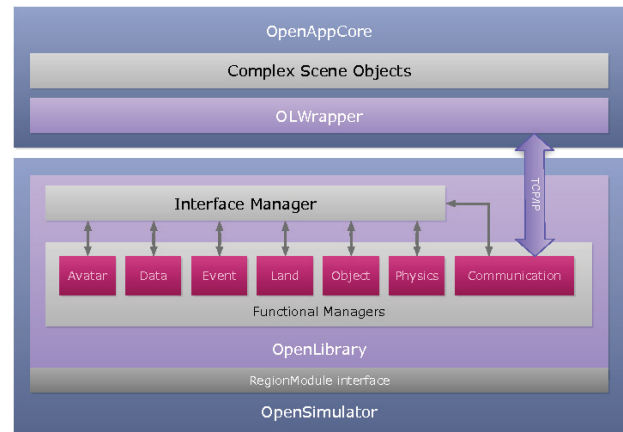 OpenAppCore
Complex Scene Objects
OLWrapper
TCP/IP
Interface Manager
Avatar Data Event Land Object Physics Communication
Functional Managers
OpenLibrary
RegionModule interface
OpenSimulator